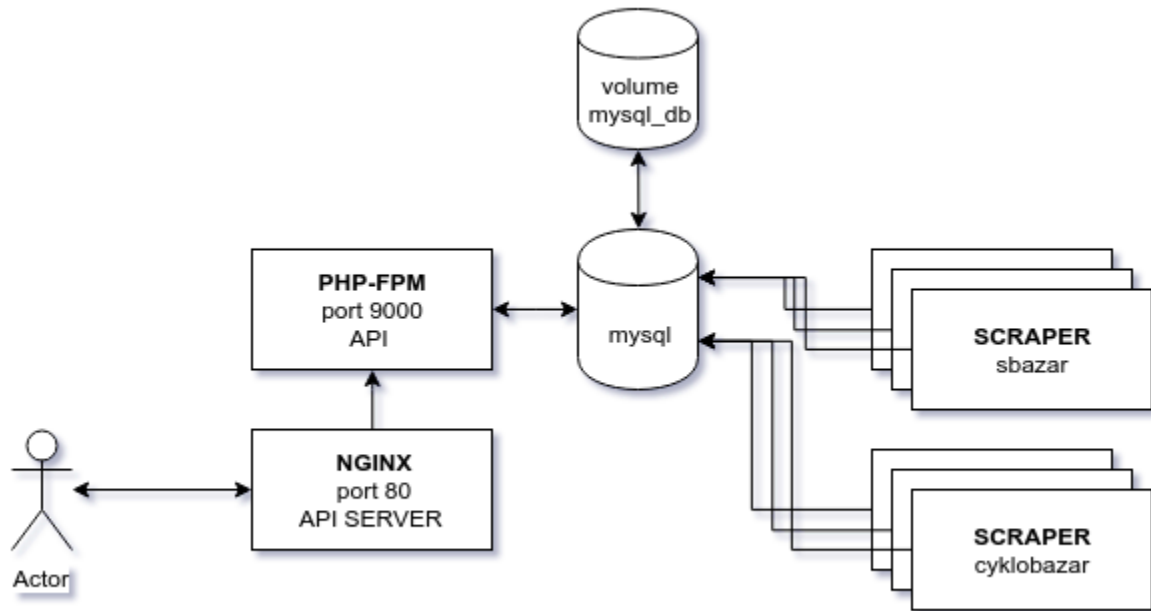 volume
mysql_db
PHP-FPM
port 9000
API
mysql
SCRAPER
sbazar
NGINX
port 80
API SERVER
SCRAPER
cyklobazar
Actor